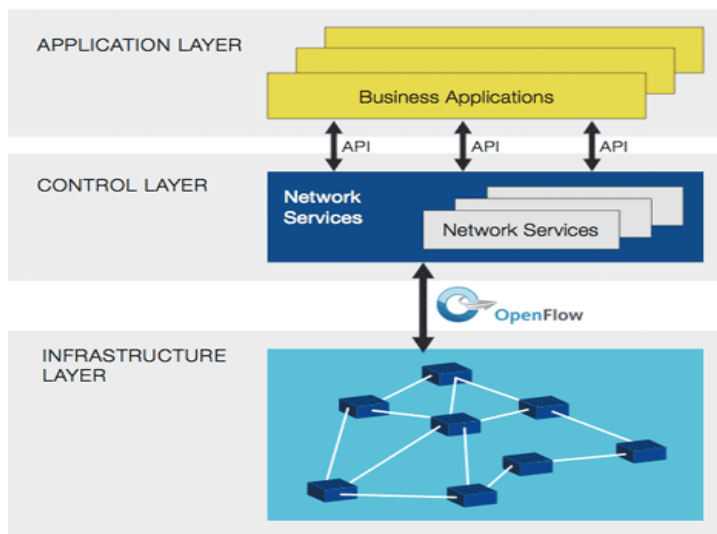 APPLICATION LAYER
Business Applications
API
API
API
CONTROL LAYER
Network
Services
Network Services
OpenFlow
INFRASTRUCTURE
LAYER